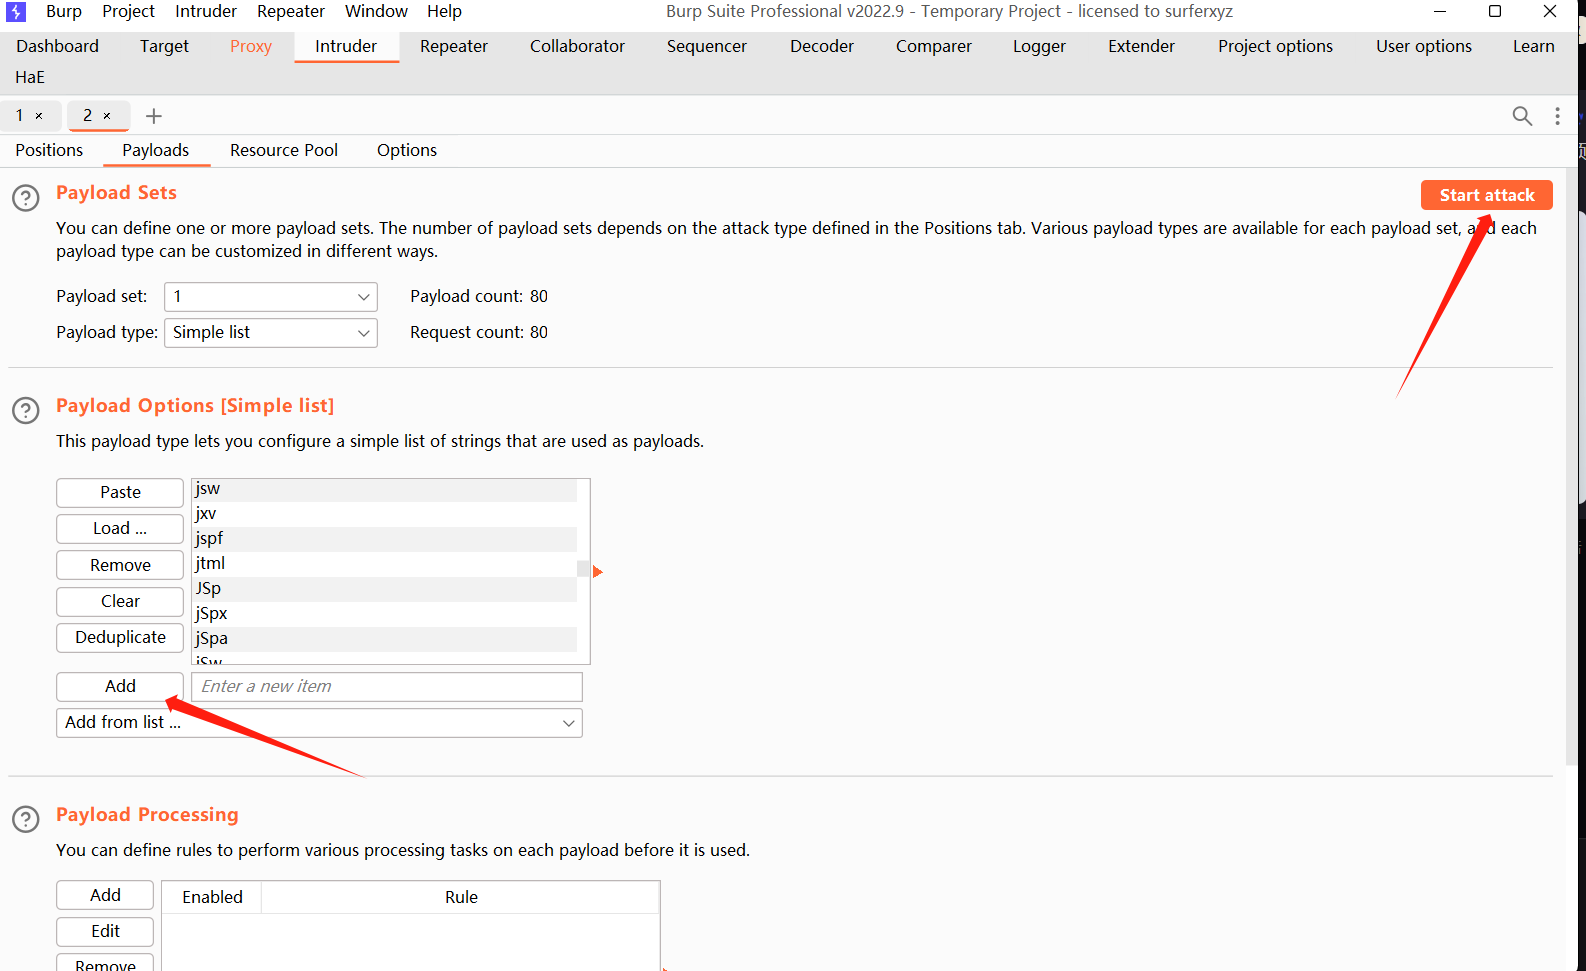 Burp Project Intruder Repeater Window Help Burp Suite Professional v2022.9 - Temporary Project - licensed to surferxyz
Dashboard Target Proxy Intruder Repeater Collaborator Sequencer Decoder Comparer Logger Extender Project options User options Learn
HaE
1 × 2 × +
Positions Payloads Resource Pool Options
? Payload Sets Start attack
You can define one or more payload sets. The number of payload sets depends on the attack type defined in the Positions tab. Various payload types are available for each payload set, and each
payload type can be customized in different ways.
Payload set: 1 Payload count: 80
Payload type: Simple list Request count: 80
? Payload Options [Simple list]
This payload type lets you configure a simple list of strings that are used as payloads.
Paste
Load ...
Remove
Clear
Deduplicate
jsw
jxv
jspf
jtml
JSp
jSpx
jSpa
jSw
Add Enter a new item
Add from list ...
? Payload Processing
You can define rules to perform various processing tasks on each payload before it is used.
Add Enabled Rule
Edit
Remove